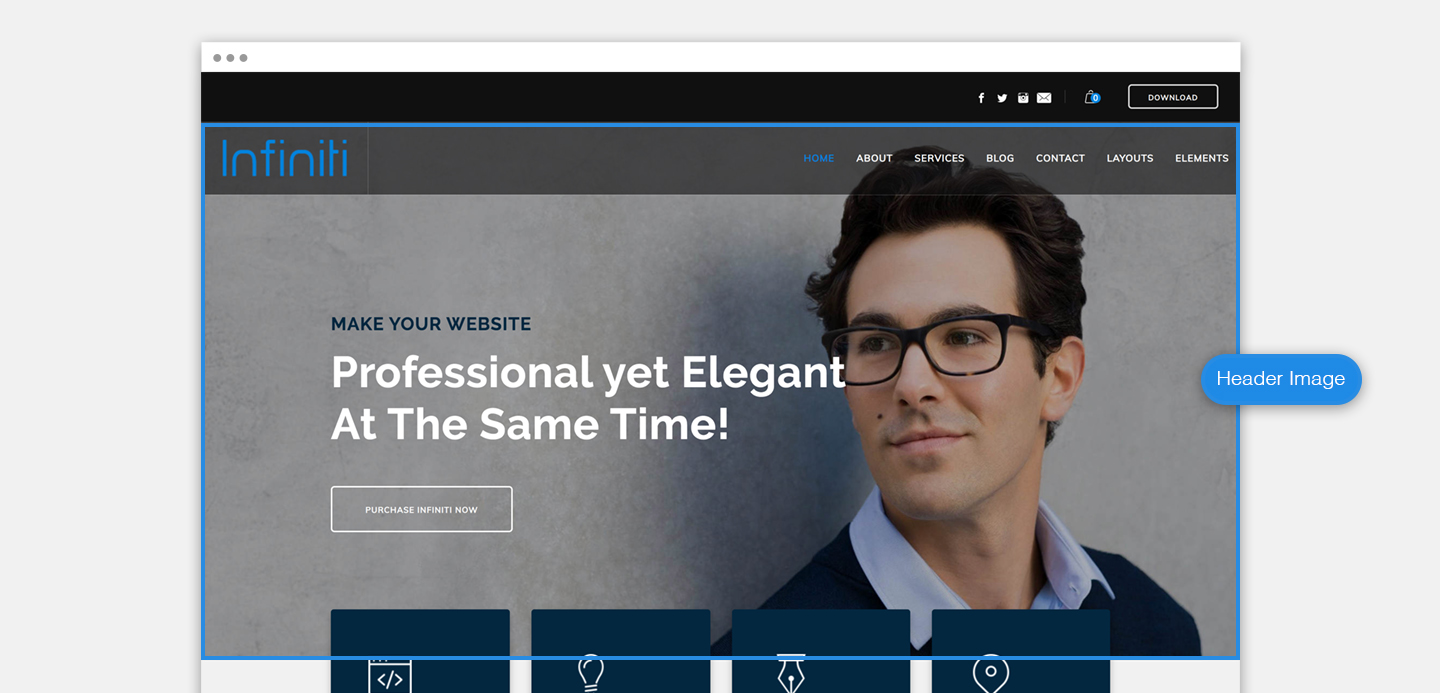 0
DOWNLOAD
Infiniti
HOME ABOUT SERVICES BLOG CONTACT LAYOUTS ELEMENTS
MAKE YOUR WEBSITE
Professional yet Elegant
At The Same Time!
Header Image
PURCHASE INFINITI NOW